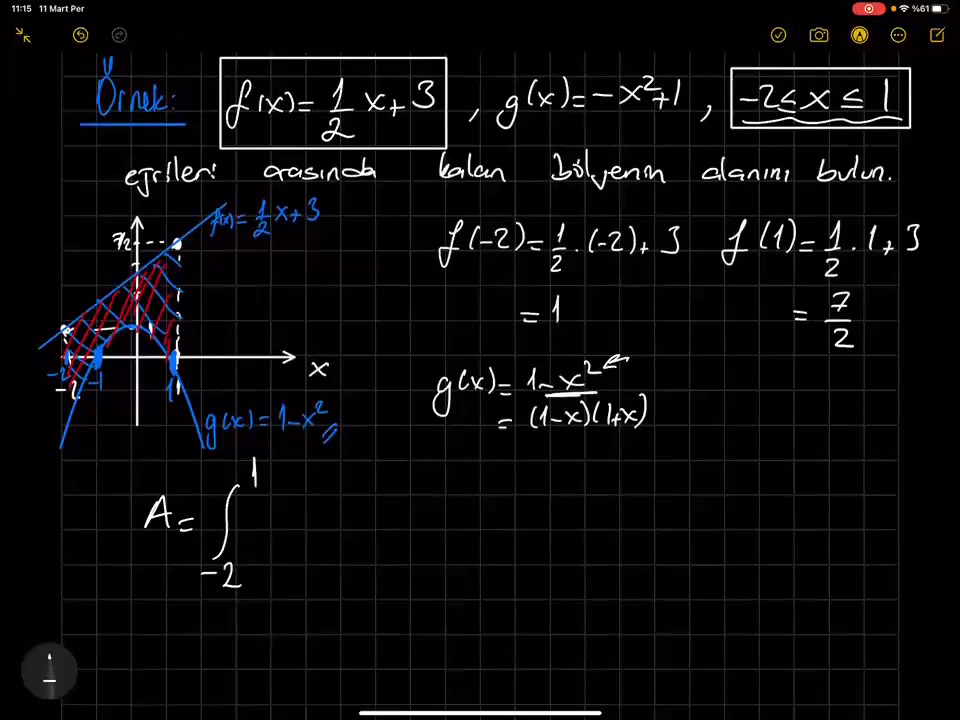 11:15 11 Mart Per %61
Örnek: f(x)= 1/2 x+3 , g(x)=-x²+1 , -2≤x≤1
eğrileri arasında kalan bölgenin alanını bulun.
f(x)= 1/2 x+3
7/2
-2 -1 1
-2 1
x
g(x)=1-x²
f(-2)= 1/2 .(-2)+3
=1
f(1)= 1/2 .1+3
= 7/2
g(x)= 1-x²
= (1-x)(1+x)
A= ∫
1
-2